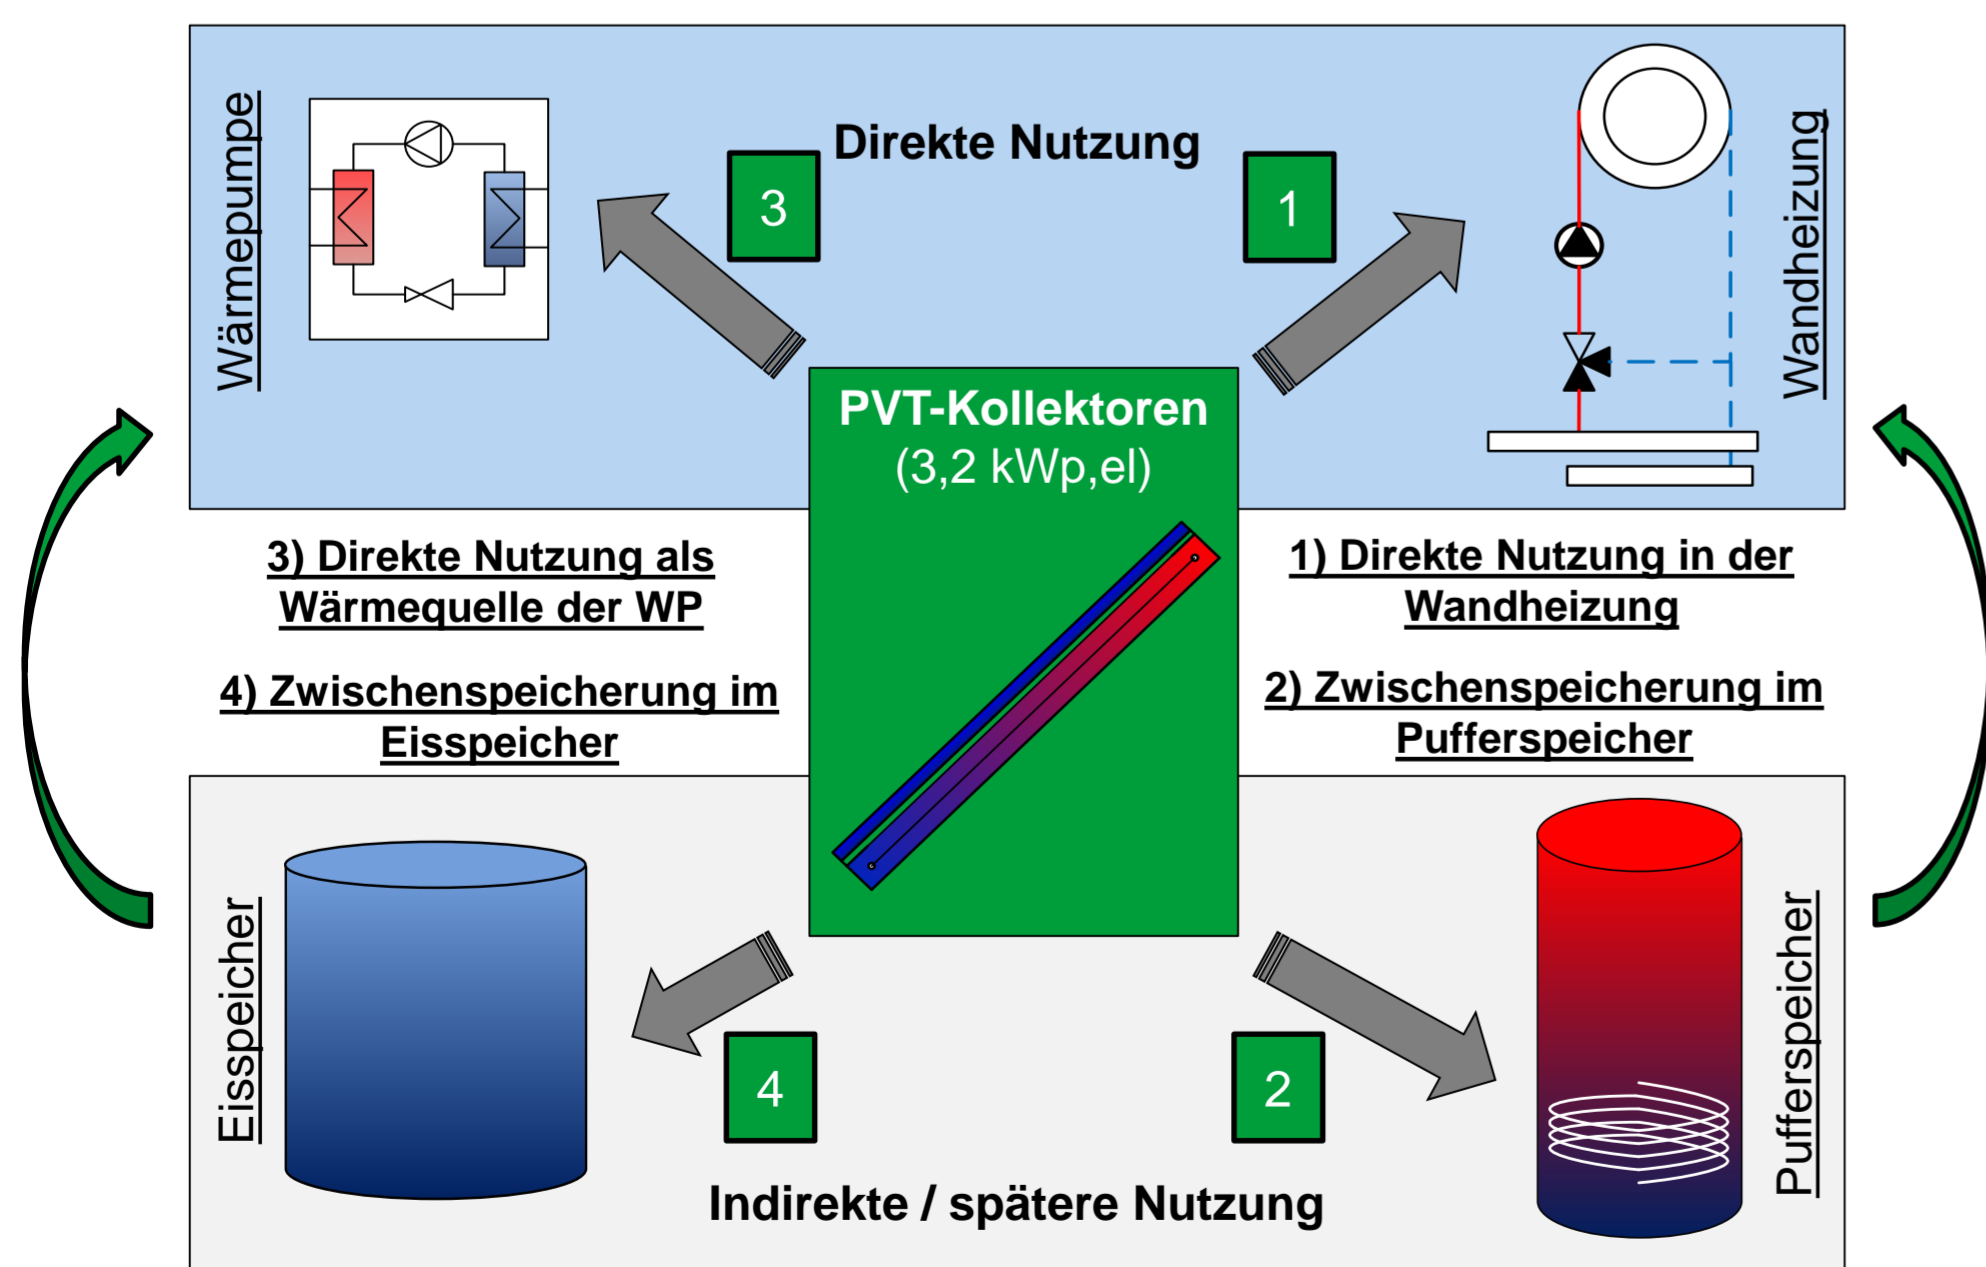 Direkte Nutzung
Wärmepumpe
3
1
Wandheizung
PVT-Kollektoren
(3,2 kWp,el)
3) Direkte Nutzung als
Wärmequelle der WP
4) Zwischenspeicherung im
Eisspeicher
1) Direkte Nutzung in der
Wandheizung
2) Zwischenspeicherung im
Pufferspeicher
Eisspeicher
4
2
Pufferspeicher
Indirekte / spätere Nutzung